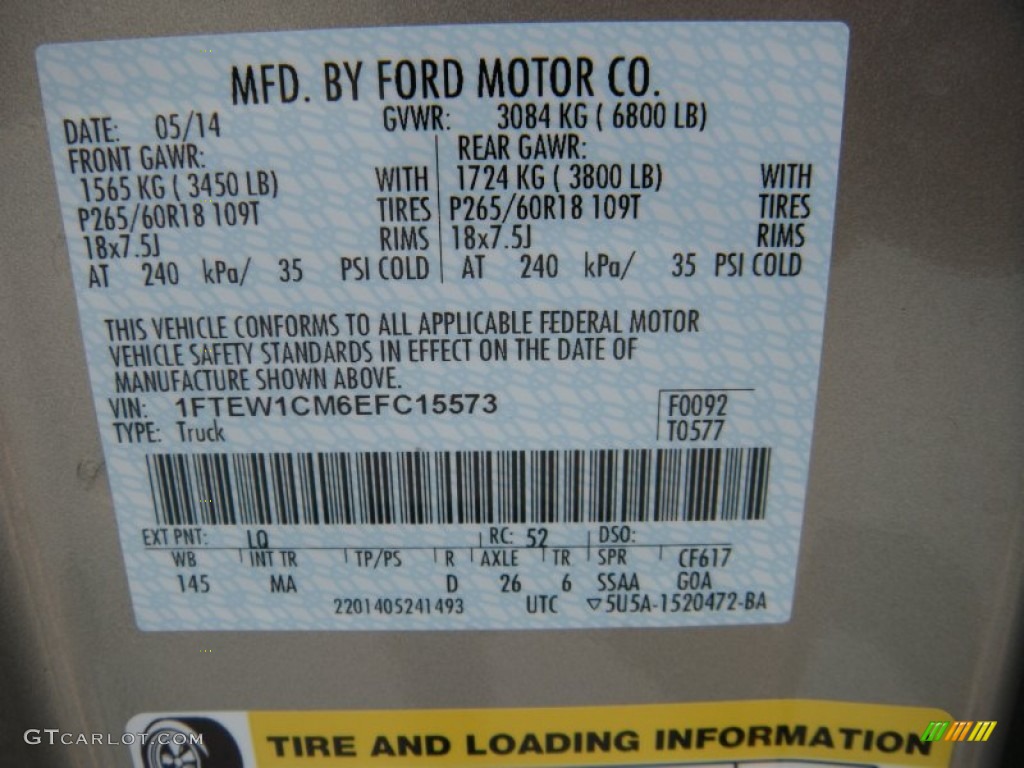 MFD. BY FORD MOTOR CO.
DATE: 05/14 GVWR: 3084 KG ( 6800 LB)
FRONT GAWR: REAR GAWR:
1565 KG ( 3450 LB) WITH 1724 KG ( 3800 LB) WITH
P265/60R18 109T TIRES P265/60R18 109T TIRES
18x7.5J RIMS 18x7.5J RIMS
AT 240 kPa/ 35 PSI COLD AT 240 kPa/ 35 PSI COLD
THIS VEHICLE CONFORMS TO ALL APPLICABLE FEDERAL MOTOR
VEHICLE SAFETY STANDARDS IN EFFECT ON THE DATE OF
MANUFACTURE SHOWN ABOVE.
VIN: 1FTEW1CM6EFC15573 F0092
TYPE: Truck T0577
EXT PNT: LQ RC: 52 DSO:
WB INT TR TP/PS R AXLE TR SPR CF617
145 MA D 26 6 SSAA GOA
2201405241493 UTC ▽5U5A-1520472-BA
TIRE AND LOADING INFORMATION
GTCARLOT.COM